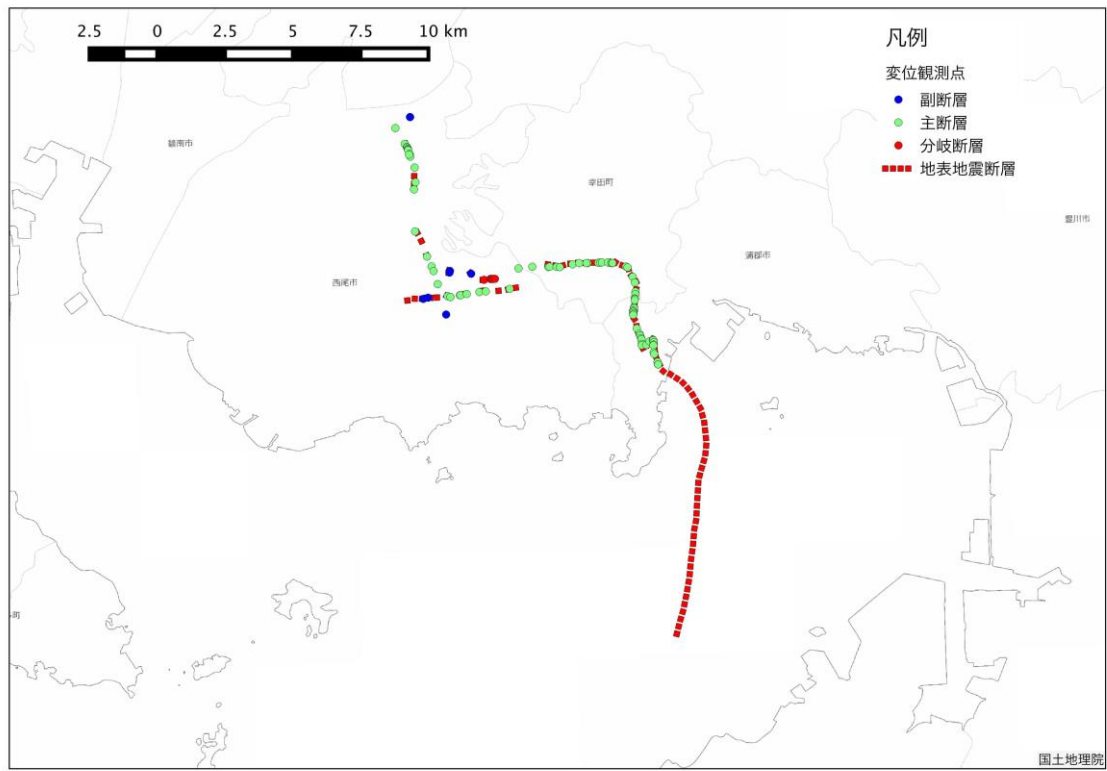 2.5 0 2.5 5 7.5 10 km
凡例
変位観測点
副断層
主断層
分岐断層
地表地震断層
碧南市
幸田町
豊川市
蒲郡市
西尾市
町
国土地理院